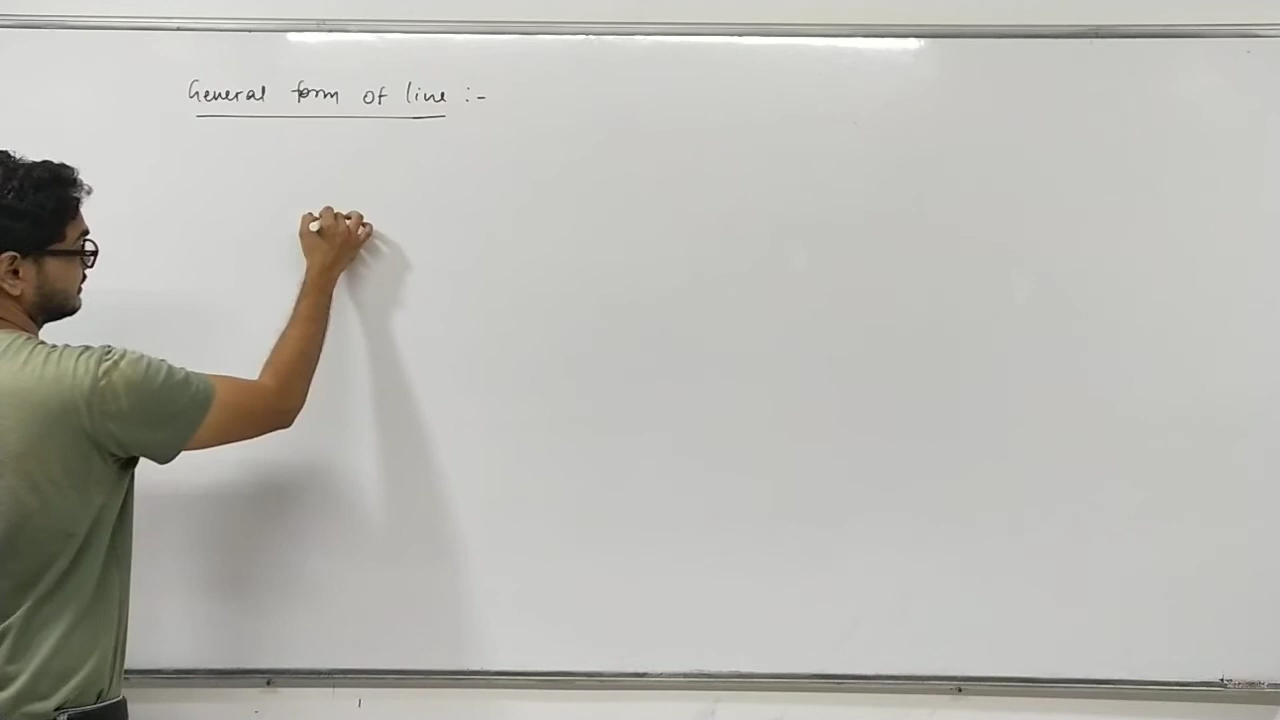 General form of line :-